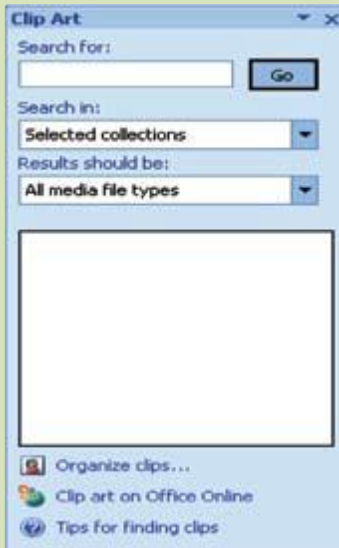 Clip Art
Search for:
Go
Search in:
Selected collections
Results should be:
All media file types
Organize clips...
Clip art on Office Online
Tips for finding clips